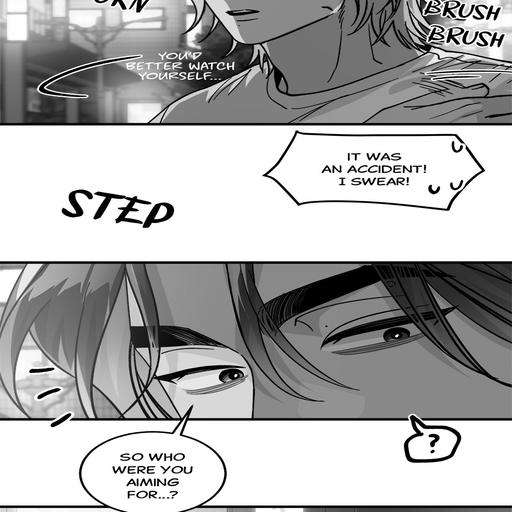 BRUSH
BRUSH
YOU'D
BETTER WATCH
YOURSELF...
IT WAS
AN ACCIDENT!
I SWEAR!
STEP
?
SO WHO
WERE YOU
AIMING
FOR...?